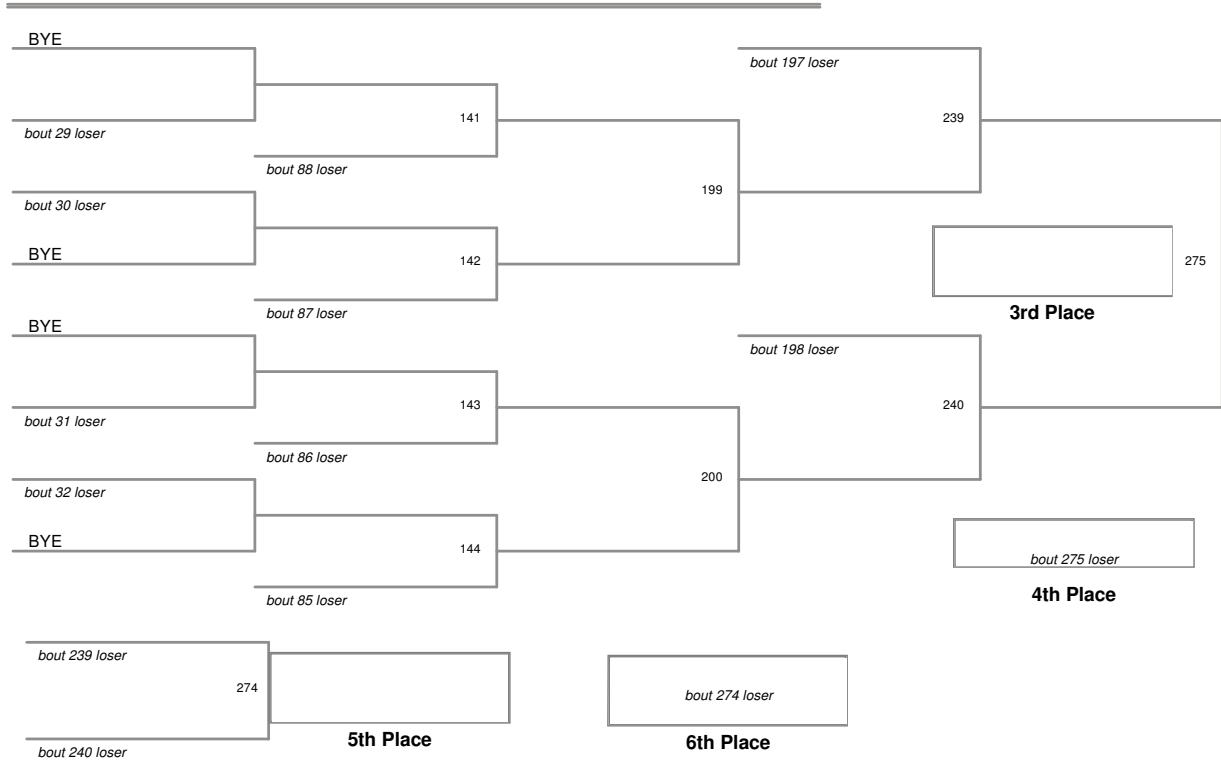 BYE
bout 197 loser
141
239
bout 29 loser
bout 88 loser
bout 30 loser
199
BYE
142
275
bout 87 loser
3rd Place
BYE
bout 198 loser
143
240
bout 31 loser
bout 86 loser
200
bout 32 loser
BYE
144
bout 275 loser
4th Place
bout 85 loser
bout 239 loser
274
bout 274 loser
5th Place
6th Place
bout 240 loser